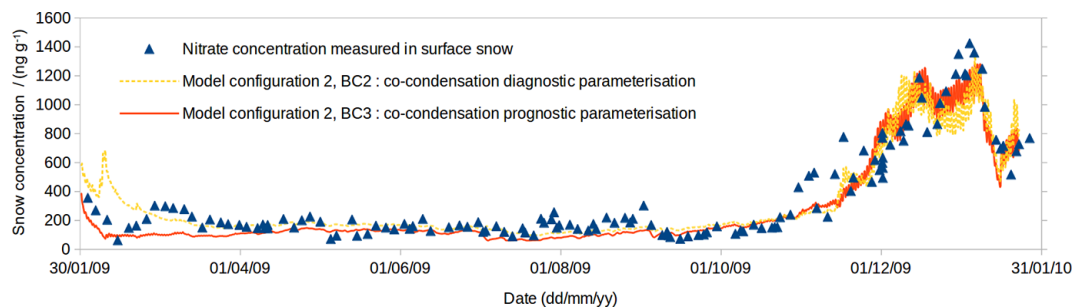 1600
1400
1200
1000
800
600
400
200
0
Snow concentration / (ng g⁻¹)
Nitrate concentration measured in surface snow
Model configuration 2, BC2 : co-condensation diagnostic parameterisation
Model configuration 2, BC3 : co-condensation prognostic parameterisation
30/01/09 01/04/09 01/06/09 01/08/09 01/10/09 01/12/09 31/01/10
Date (dd/mm/yy)